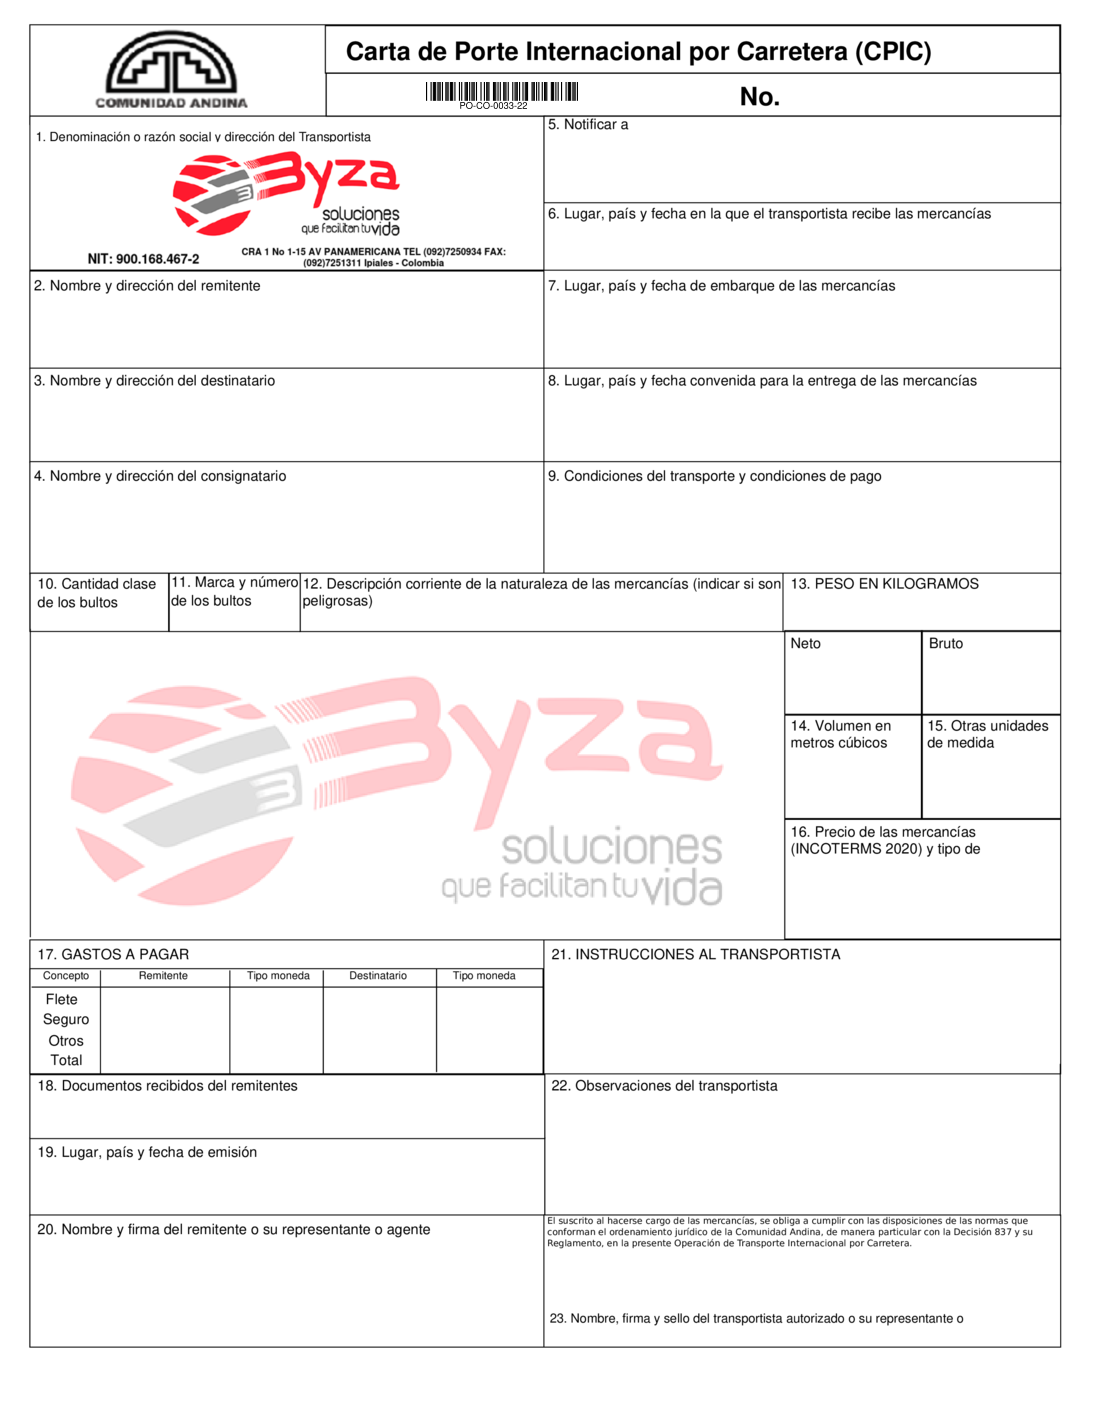 COMUNIDAD ANDINA
Carta de Porte Internacional por Carretera (CPIC)
PO-CO-0033-22
No.
1. Denominación o razón social y dirección del Transportista
Byza
soluciones
que facilitan tu vida
NIT: 900.168.467-2
CRA 1 No 1-15 AV PANAMERICANA TEL (092)7250934 FAX:
(092)7251311 Ipiales - Colombia
5. Notificar a
6. Lugar, país y fecha en la que el transportista recibe las mercancías
2. Nombre y dirección del remitente
7. Lugar, país y fecha de embarque de las mercancías
3. Nombre y dirección del destinatario
8. Lugar, país y fecha convenida para la entrega de las mercancías
4. Nombre y dirección del consignatario
9. Condiciones del transporte y condiciones de pago
10. Cantidad clase
de los bultos
11. Marca y número
de los bultos
12. Descripción corriente de la naturaleza de las mercancías (indicar si son
peligrosas)
13. PESO EN KILOGRAMOS
Neto
Bruto
Byza
soluciones
que facilitan tu vida
14. Volumen en
metros cúbicos
15. Otras unidades
de medida
16. Precio de las mercancías
(INCOTERMS 2020) y tipo de
17. GASTOS A PAGAR
Concepto
Remitente
Tipo moneda
Destinatario
Tipo moneda
Flete
Seguro
Otros
Total
21. INSTRUCCIONES AL TRANSPORTISTA
18. Documentos recibidos del remitentes
22. Observaciones del transportista
19. Lugar, país y fecha de emisión
20. Nombre y firma del remitente o su representante o agente
El suscrito al hacerse cargo de las mercancías, se obliga a cumplir con las disposiciones de las normas que
conforman el ordenamiento jurídico de la Comunidad Andina, de manera particular con la Decisión 837 y su
Reglamento, en la presente Operación de Transporte Internacional por Carretera.
23. Nombre, firma y sello del transportista autorizado o su representante o